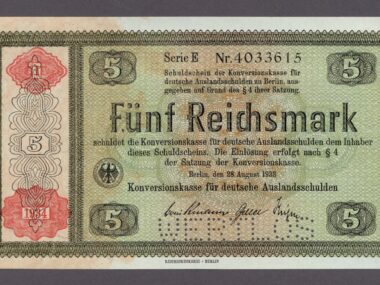 Serie E Nr. 4033615
5
Schuldschein der Konversionskasse für
deutsche Auslandsschulden zu Berlin, aus-
gegeben auf Grund des § 4 ihrer Satzung.
5
Fünf Reichsmark
5
schuldet die Konversionskasse für deutsche Auslandsschulden dem Inhaber
dieses Schuldscheins. Die Einlösung erfolgt nach § 4
der Satzung der Konversionskasse.
Berlin, den 28. August 1933
Konversionskasse für deutsche Auslandsschulden
1934
5
5
REICHSDRUCKEREI · BERLIN